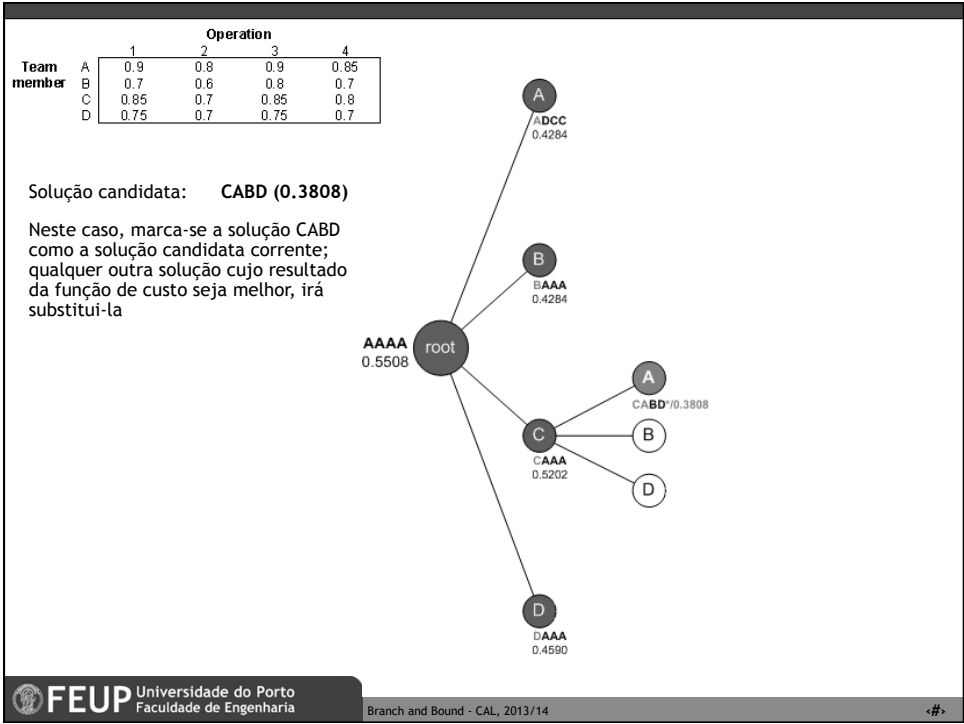 Operation
1 2 3 4
Team member
A 0.9 0.8 0.9 0.85
B 0.7 0.6 0.8 0.7
C 0.85 0.7 0.85 0.8
D 0.75 0.7 0.75 0.7
Solução candidata: CABD (0.3808)
Neste caso, marca-se a solução CABD
como a solução candidata corrente;
qualquer outra solução cujo resultado
da função de custo seja melhor, irá
substitui-la
A
ADCC
0.4284
B
BAAA
0.4284
AAAA
0.5508
root
A
CABD*/0.3808
B
C
CAAA
0.5202
D
D
DAAA
0.4590
FEUP Universidade do Porto
Faculdade de Engenharia
Branch and Bound - CAL, 2013/14
‹#›